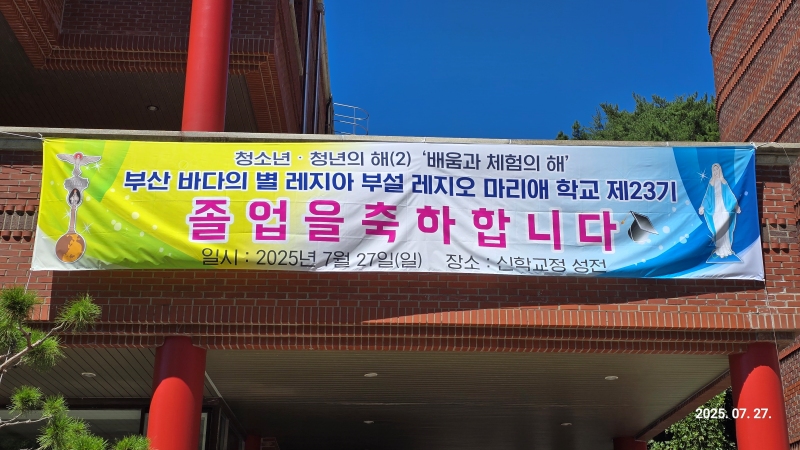 청소년 · 청년의 해(2) ‘배움과 체험의 해’
부산 바다의 별 레지아 부설 레지오 마리애 학교 제23기
졸업을축하합니다
일시 : 2025년 7월 27일(일) 장소 : 신학교정 성전
2025. 07. 27.